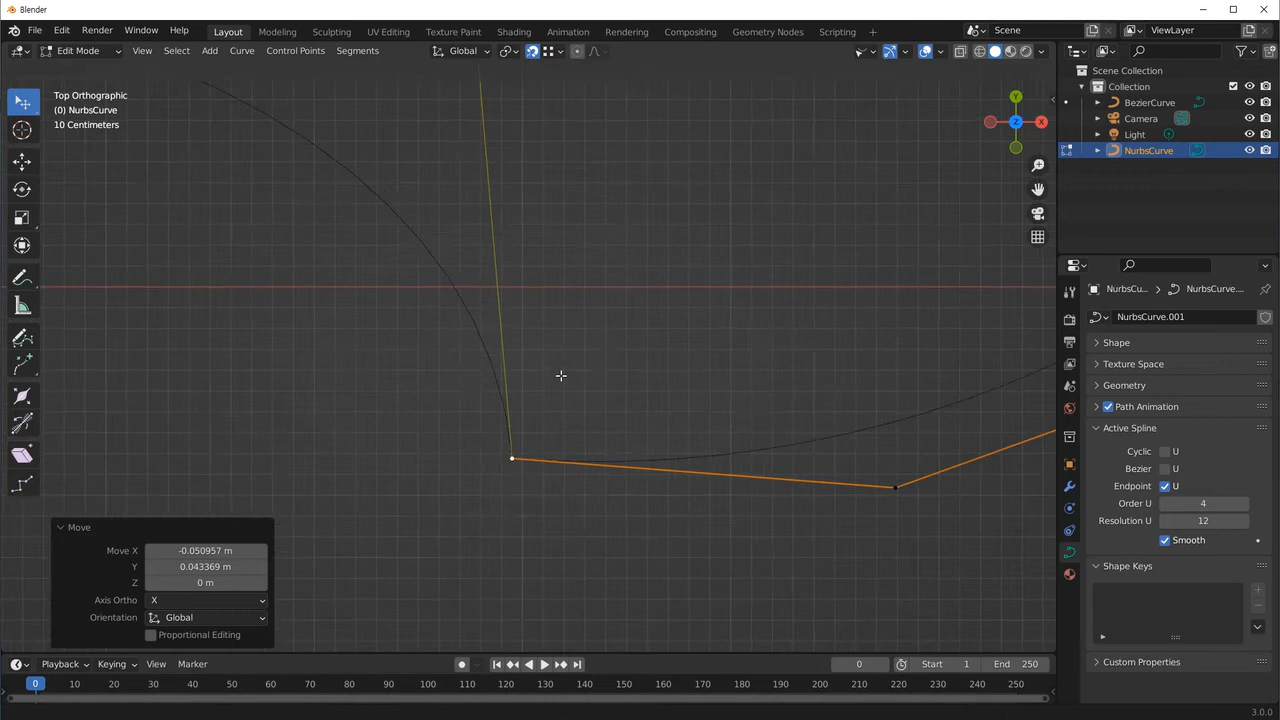 Blender
File Edit Render Window Help Layout Modeling Sculpting UV Editing Texture Paint Shading Animation Rendering Compositing Geometry Nodes Scripting Scene ViewLayer
Edit Mode View Select Add Curve Control Points Segments Global
Top Orthographic
(0) NurbsCurve
10 Centimeters
Y
Z
X
Scene Collection
Collection
BezierCurve
Camera
Light
NurbsCurve
NurbsCu... NurbsCurve....
NurbsCurve.001
Shape
Texture Space
Geometry
Path Animation
Active Spline
Cyclic U
Bezier U
Endpoint U
Order U 4
Resolution U 12
Smooth
Shape Keys
Custom Properties
Move
Move X -0.050957 m
Y 0.043369 m
Z 0 m
Axis Ortho X
Orientation Global
Proportional Editing
Playback Keying View Marker 0 Start 1 End 250
0 10 20 30 40 50 60 70 80 90 100 110 120 130 140 150 160 170 180 190 200 210 220 230 240 250
3.0.0